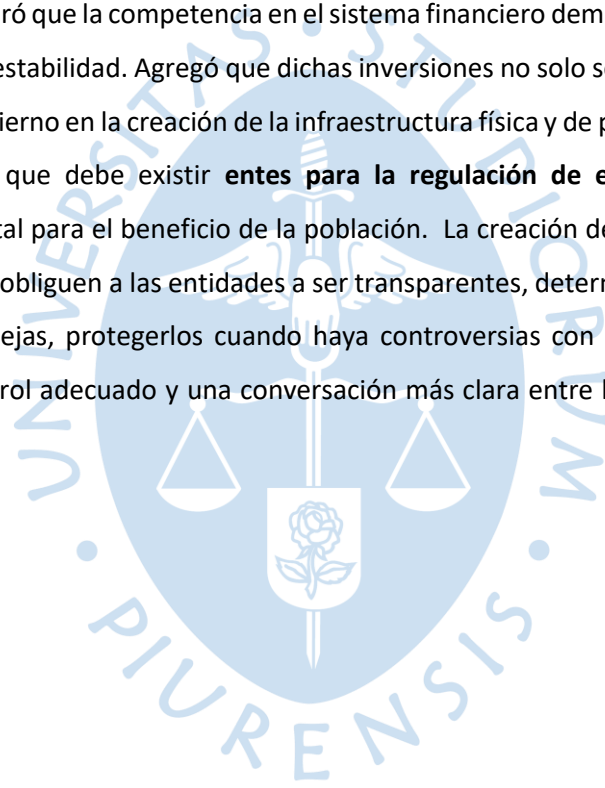 ró que la competencia en el sistema financiero dem
estabilidad. Agregó que dichas inversiones no solo s
ierno en la creación de la infraestructura física y de p
que debe existir entes para la regulación de e
tal para el beneficio de la población. La creación de
obliguen a las entidades a ser transparentes, determ
ejas, protegerlos cuando haya controversias con
rol adecuado y una conversación más clara entre l
UNIVERSITAS • STUDIORUM • PIURENSIS •